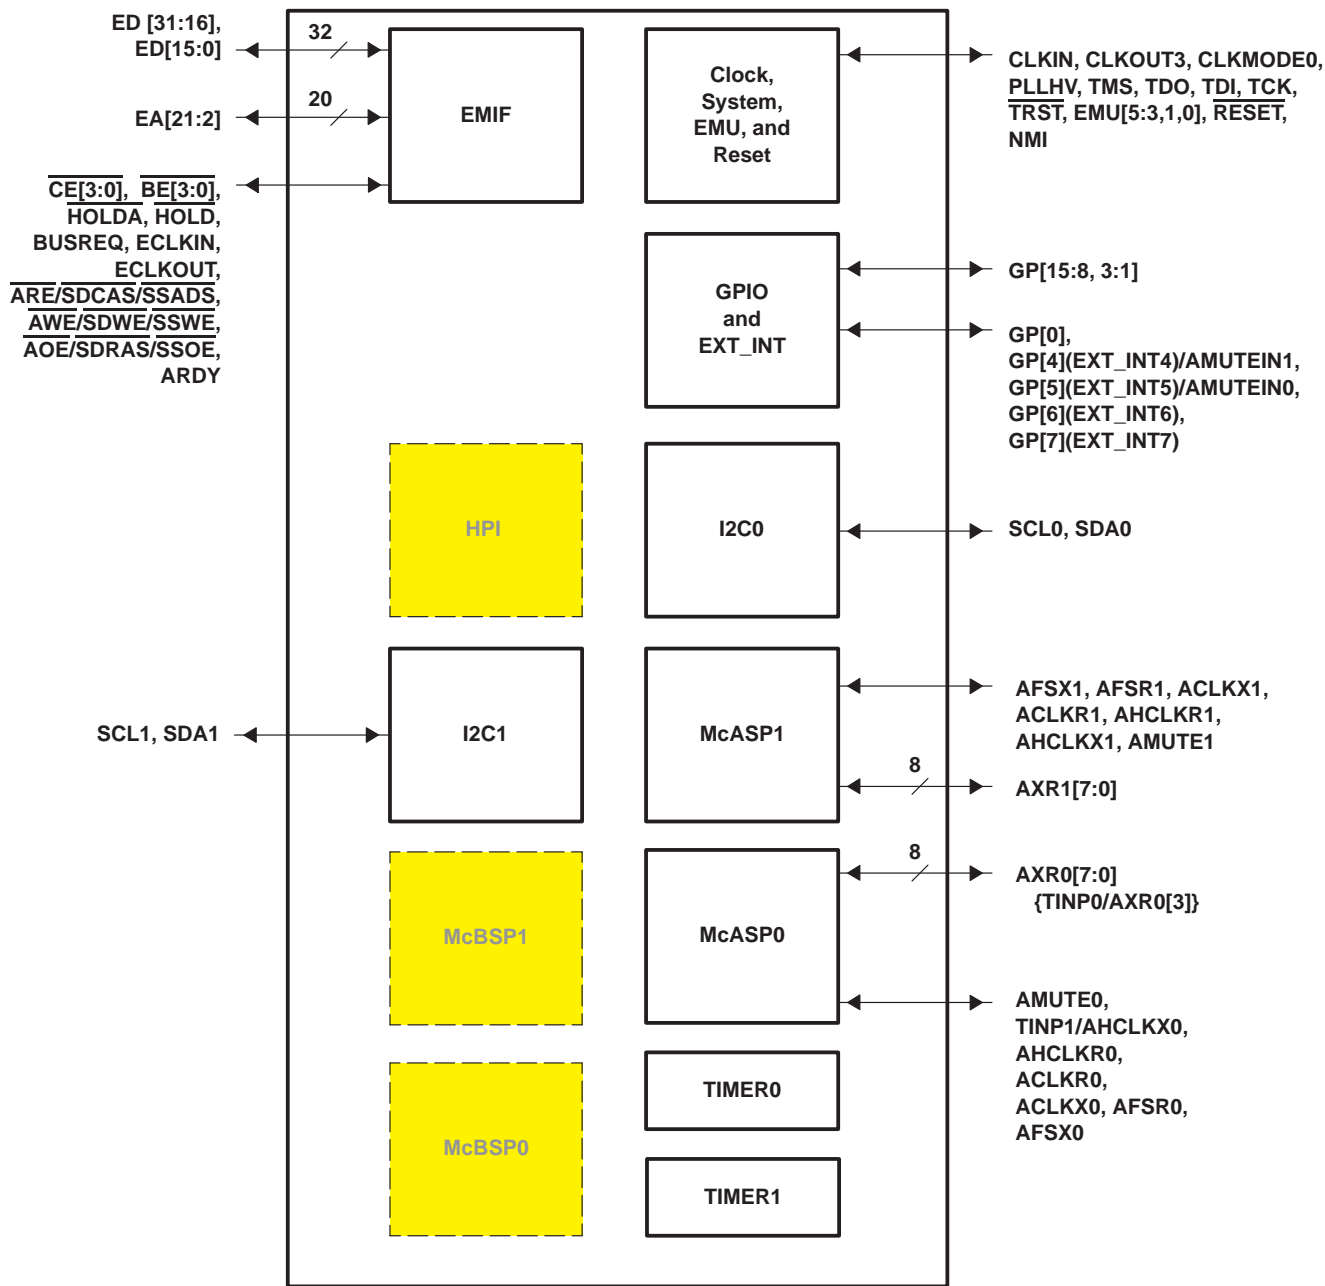 ED [31:16],
ED[15:0]
32
EA[21:2]
20
CE[3:0], BE[3:0],
HOLDA, HOLD,
BUSREQ, ECLKIN,
ECLKOUT,
ARE/SDCAS/SSADS,
AWE/SDWE/SSWE,
AOE/SDRAS/SSOE,
ARDY
EMIF
Clock,
System,
EMU, and
Reset
CLKIN, CLKOUT3, CLKMODE0,
PLLHV, TMS, TDO, TDI, TCK,
TRST, EMU[5:3,1,0], RESET,
NMI
GPIO
and
EXT_INT
GP[15:8, 3:1]
GP[0],
GP[4](EXT_INT4)/AMUTEIN1,
GP[5](EXT_INT5)/AMUTEIN0,
GP[6](EXT_INT6),
GP[7](EXT_INT7)
HPI
I2C0
SCL0, SDA0
SCL1, SDA1
I2C1
McASP1
AFSX1, AFSR1, ACLKX1,
ACLKR1, AHCLKR1,
AHCLKX1, AMUTE1
8
AXR1[7:0]
McBSP1
McASP0
8
AXR0[7:0]
{TINP0/AXR0[3]}
AMUTE0,
TINP1/AHCLKX0,
AHCLKR0,
ACLKR0,
ACLKX0, AFSR0,
AFSX0
McBSP0
TIMER0
TIMER1